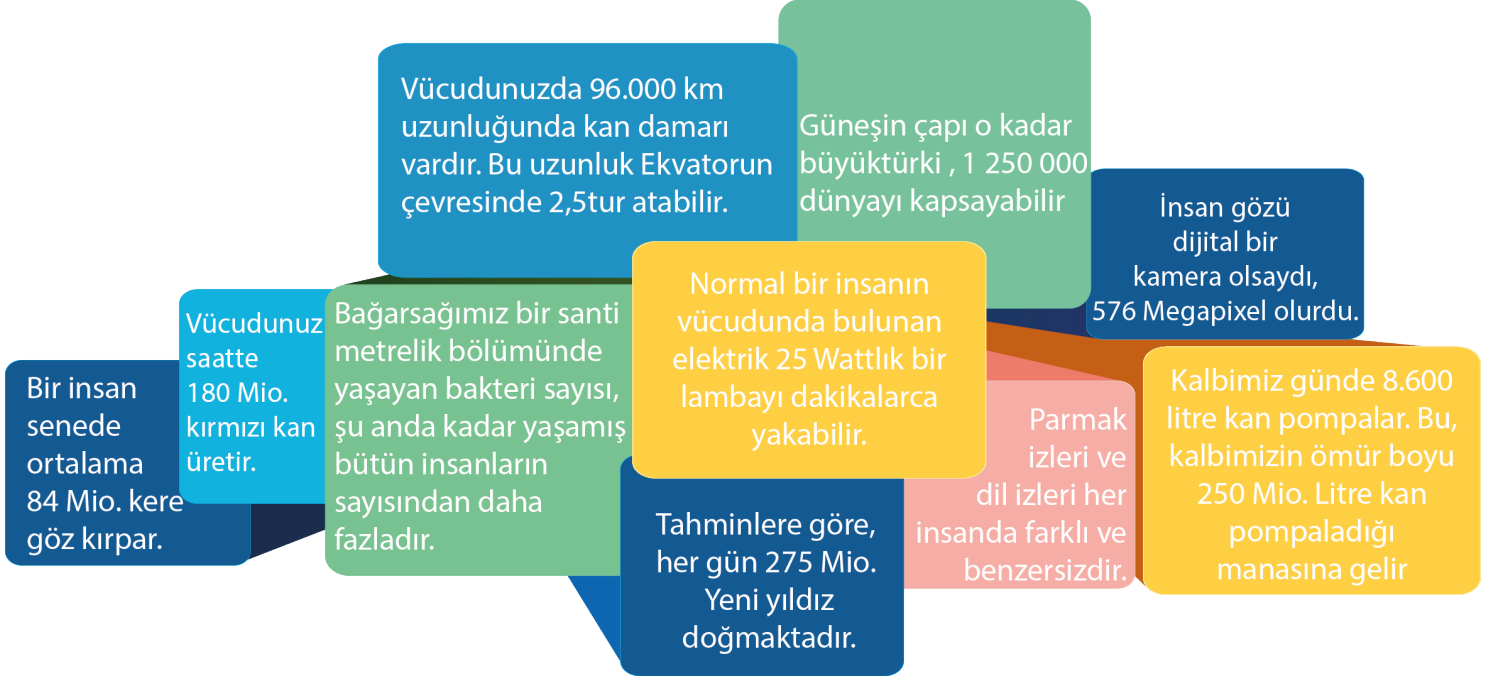 Vücudunuzda 96.000 km
uzunluğunda kan damarı
vardır. Bu uzunluk Ekvatorun
çevresinde 2,5tur atabilir.
Güneşin çapı o kadar
büyüktürki , 1 250 000
dünyayı kapsayabilir
İnsan gözü
dijital bir
kamera olsaydı,
576 Megapixel olurdu.
Bir insan
senede
ortalama
84 Mio. kere
göz kırpar.
Vücudunuz
saatte
180 Mio.
kırmızı kan
üretir.
Bağarsağımız bir santi
metrelik bölümünde
yaşayan bakteri sayısı,
şu anda kadar yaşamış
bütün insanların
sayısından daha
fazladır.
Normal bir insanın
vücudunda bulunan
elektrik 25 Wattlık bir
lambayı dakikalarca
yakabilir.
Tahminlere göre,
her gün 275 Mio.
Yeni yıldız
doğmaktadır.
Parmak
izleri ve
dil izleri her
insanda farklı ve
benzersizdir.
Kalbimiz günde 8.600
litre kan pompalar. Bu,
kalbimizin ömür boyu
250 Mio. Litre kan
pompaladığı
manasına gelir